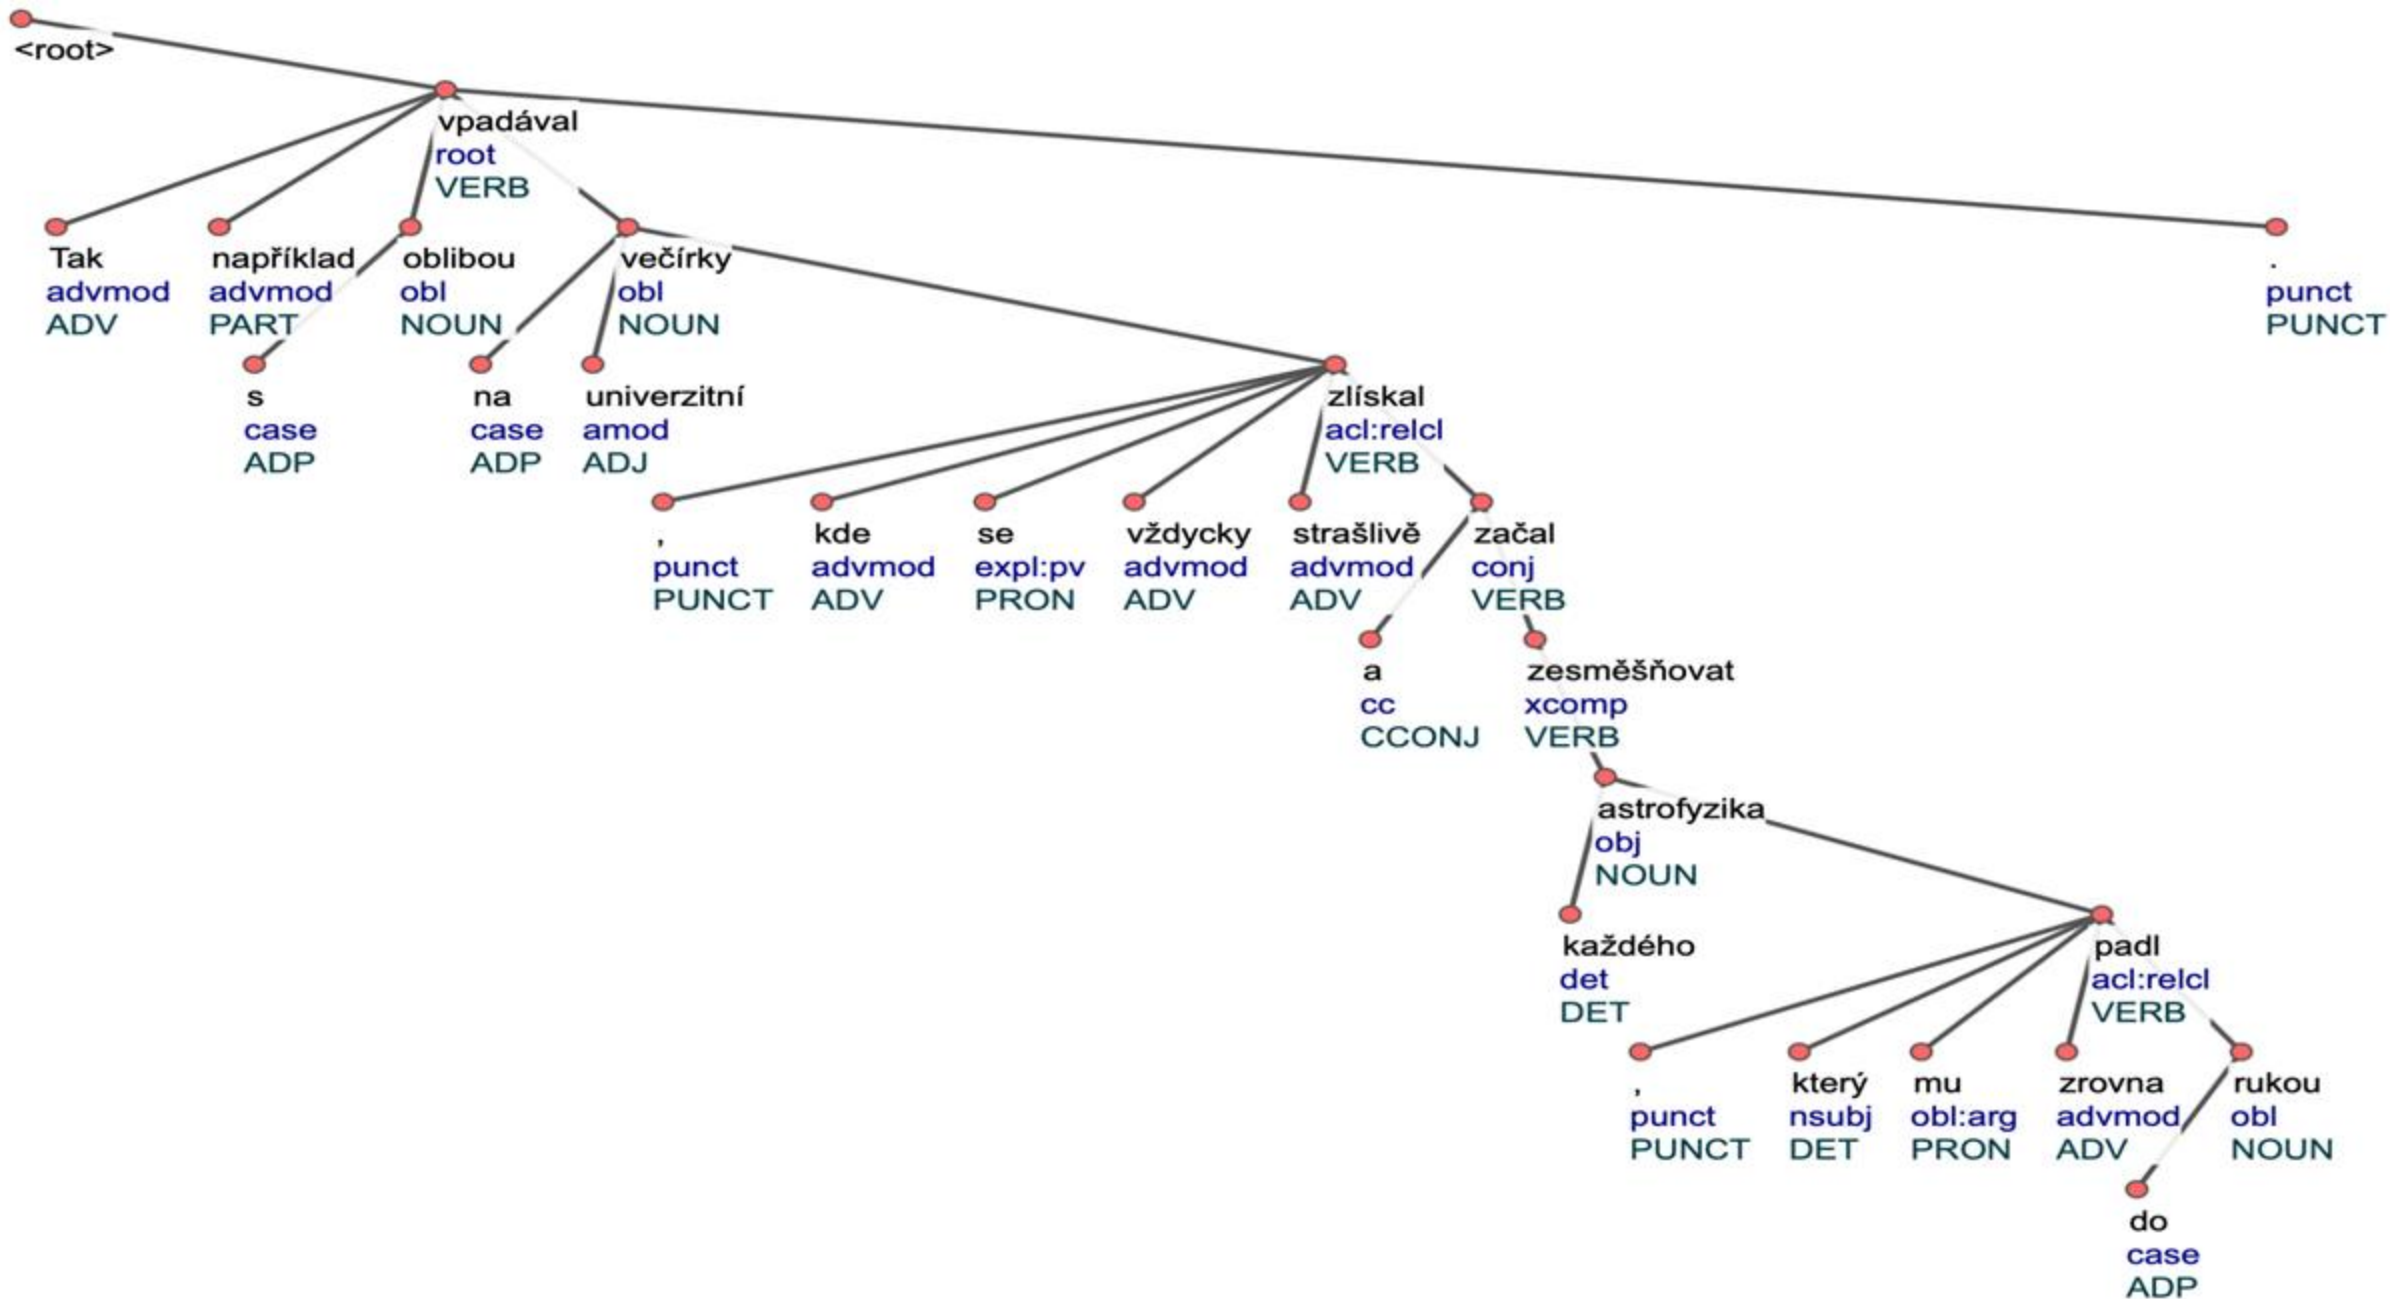 <root>
vpadával
root
VERB
Tak například oblibou večírky .
advmod advmod obl obl punct
ADV PART NOUN NOUN PUNCT
s na univerzitní zlískal
case case amod acl:relcl
ADP ADP ADJ VERB
, kde se vždycky strašlivě začal
punct advmod expl:pv advmod advmod conj
PUNCT ADV PRON ADV ADV VERB
a zesměšňovat
cc xcomp
CCONJ VERB
astrofyzika
obj
NOUN
každého padl
det acl:relcl
DET VERB
, který mu zrovna rukou
punct nsubj obl:arg advmod obl
PUNCT DET PRON ADV NOUN
do
case
ADP